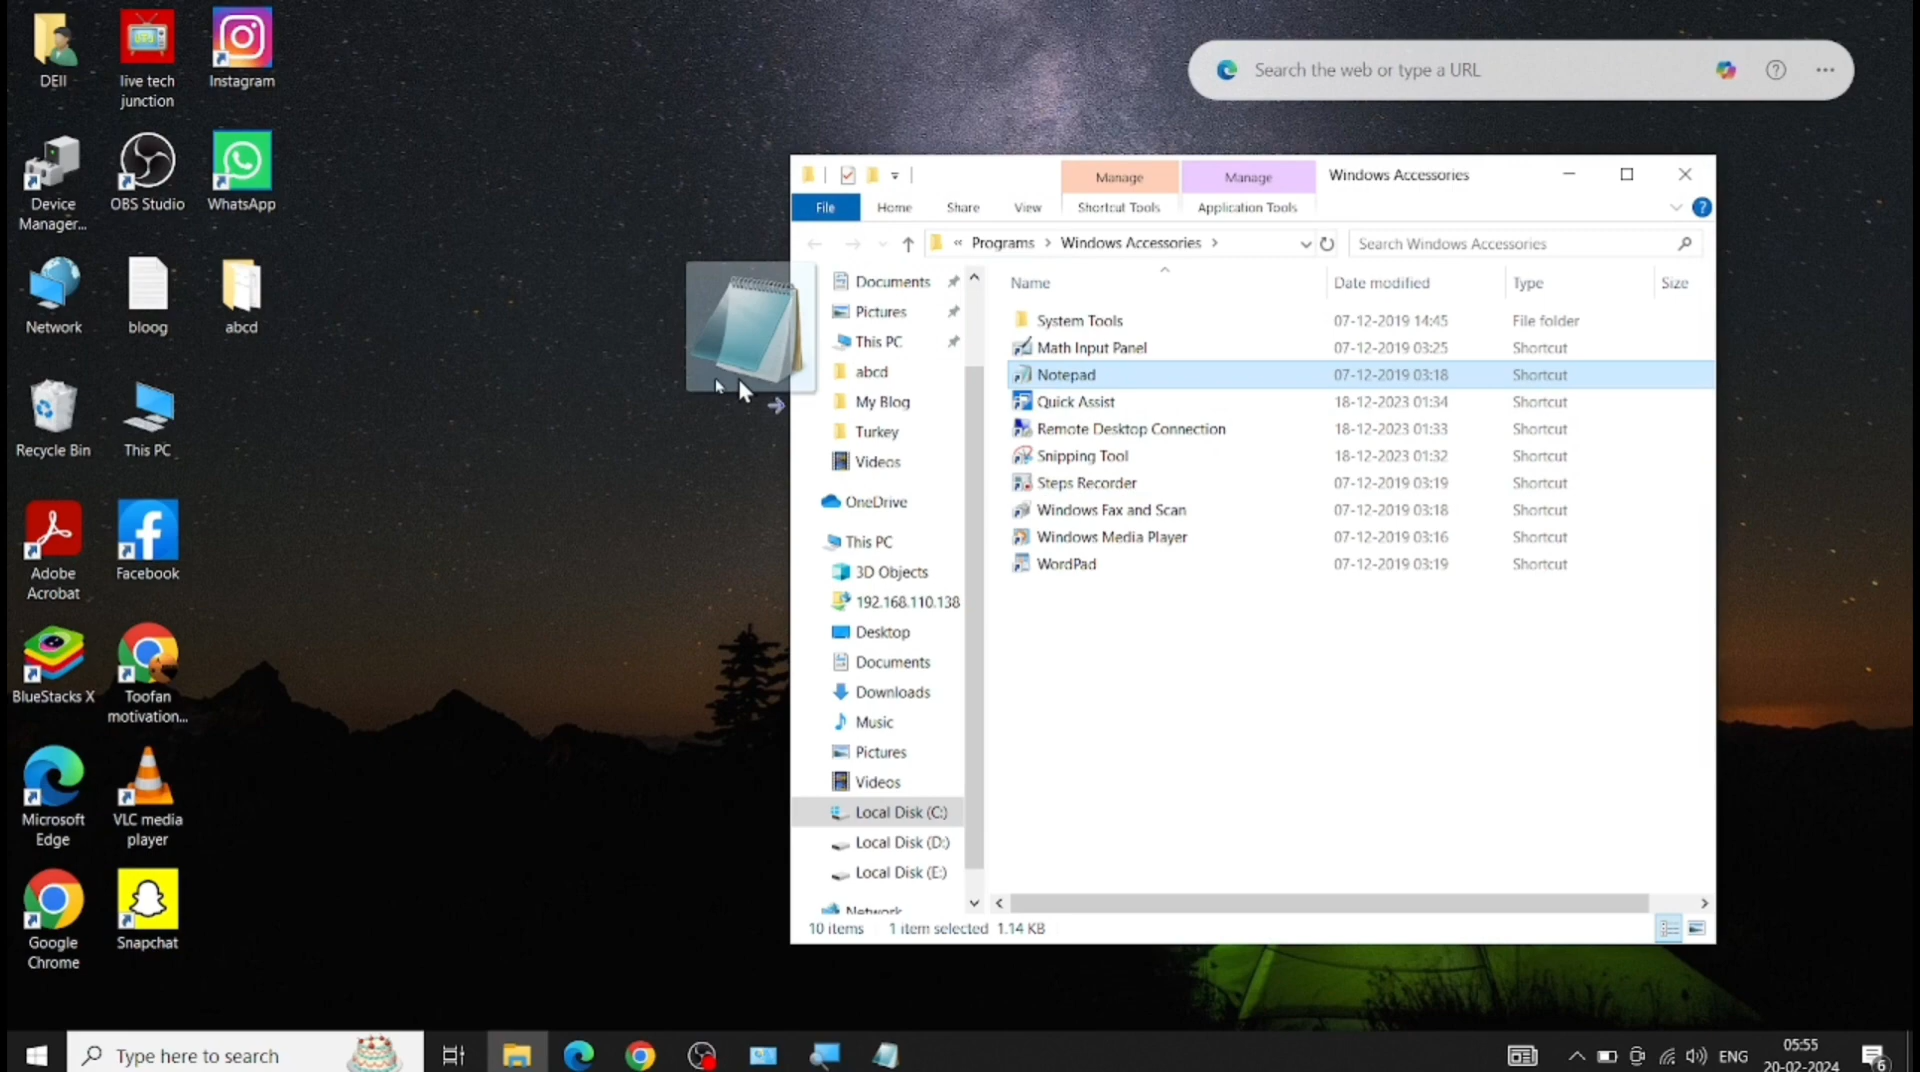 DEll
live tech
junction
Instagram
Device
Manager...
OBS Studio
WhatsApp
Network
bloog
abcd
Recycle Bin
This PC
Adobe
Acrobat
Facebook
BlueStacks X
Toofan
motivation...
Microsoft
Edge
VLC media
player
Google
Chrome
Snapchat
Search the web or type a URL
Manage
Manage
Windows Accessories
File
Home
Share
View
Shortcut Tools
Application Tools
« Programs > Windows Accessories >
Search Windows Accessories
Documents
Pictures
This PC
abcd
My Blog
Turkey
Videos
OneDrive
This PC
3D Objects
192.168.110.138
Desktop
Documents
Downloads
Music
Pictures
Videos
Local Disk (C:)
Local Disk (D:)
Local Disk (E:)
Network
Name Date modified Type Size
System Tools 07-12-2019 14:45 File folder
Math Input Panel 07-12-2019 03:25 Shortcut
Notepad 07-12-2019 03:18 Shortcut
Quick Assist 18-12-2023 01:34 Shortcut
Remote Desktop Connection 18-12-2023 01:33 Shortcut
Snipping Tool 18-12-2023 01:32 Shortcut
Steps Recorder 07-12-2019 03:19 Shortcut
Windows Fax and Scan 07-12-2019 03:18 Shortcut
Windows Media Player 07-12-2019 03:16 Shortcut
WordPad 07-12-2019 03:19 Shortcut
10 items 1 item selected 1.14 KB
Type here to search
ENG
05:55
20-02-2024
6